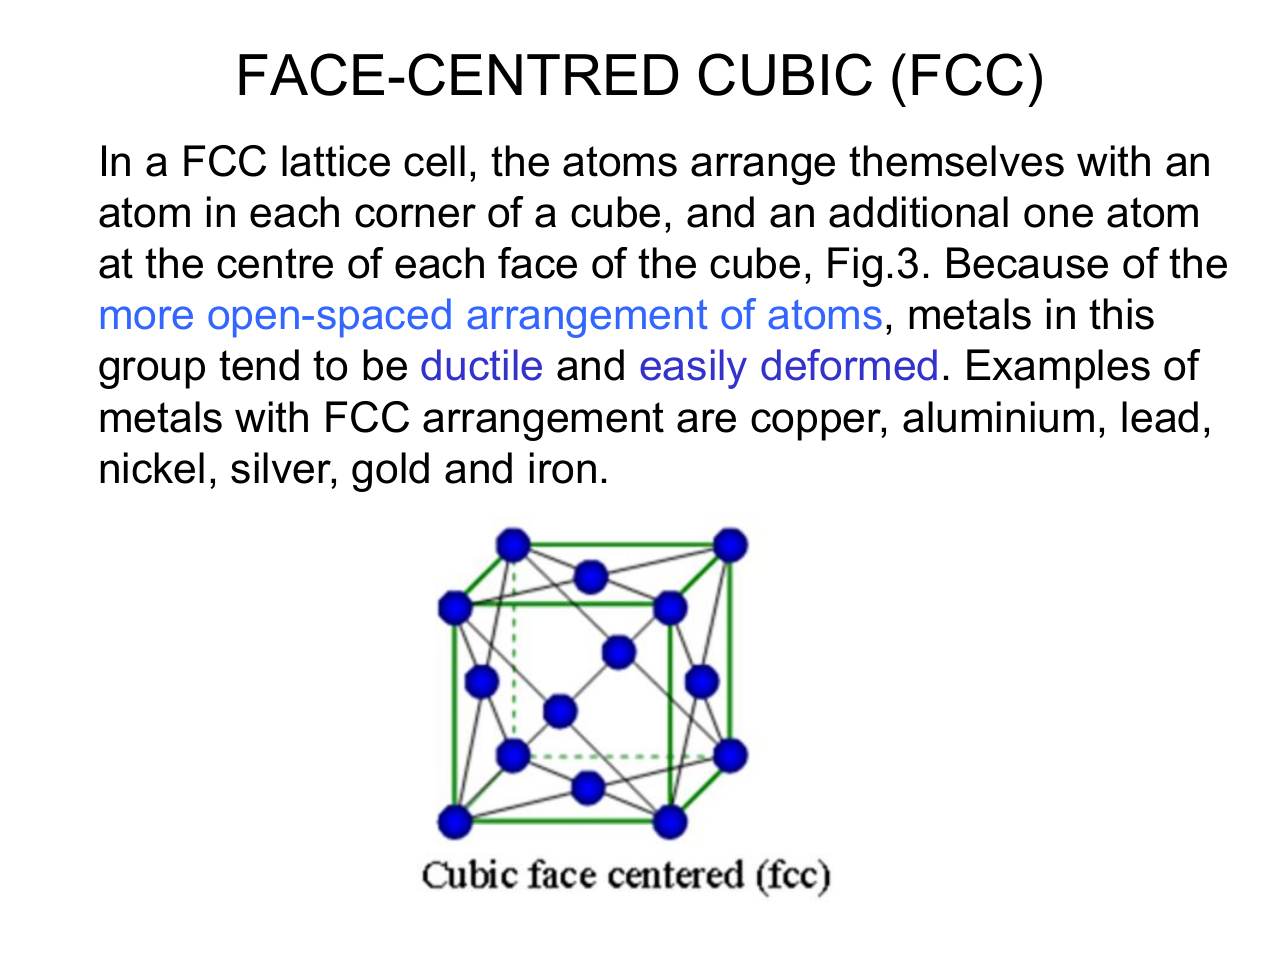 FACE-CENTRED CUBIC (FCC)
In a FCC lattice cell, the atoms arrange themselves with an
atom in each corner of a cube, and an additional one atom
at the centre of each face of the cube, Fig.3. Because of the
more open-spaced arrangement of atoms, metals in this
group tend to be ductile and easily deformed. Examples of
metals with FCC arrangement are copper, aluminium, lead,
nickel, silver, gold and iron.
Cubic face centered (fcc)